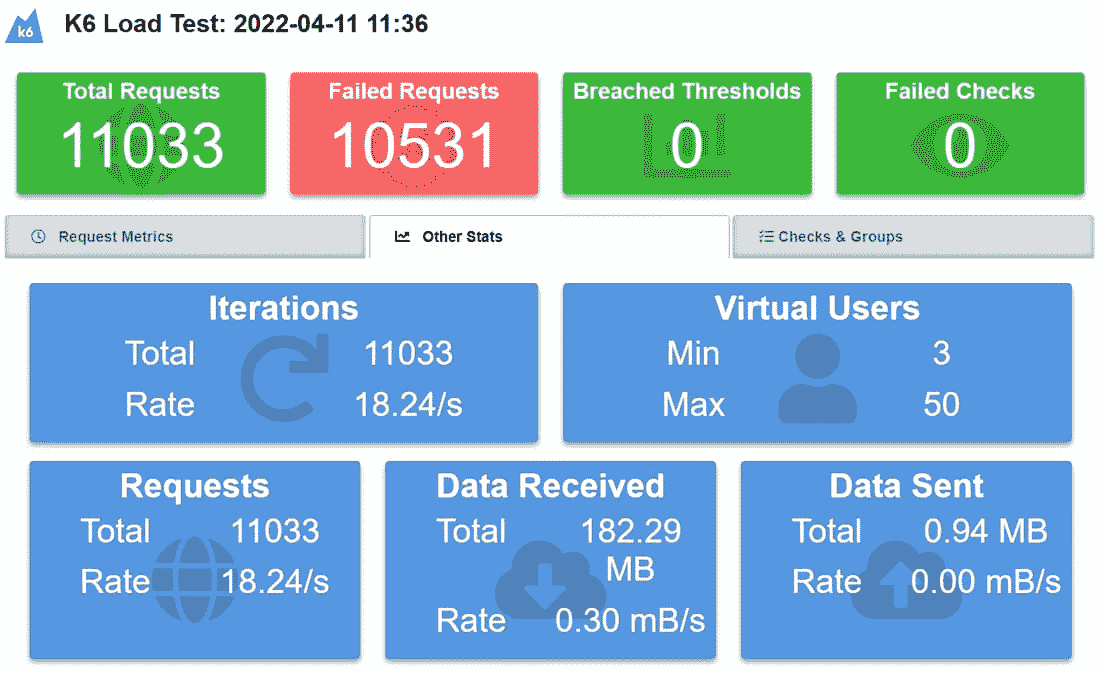 k6 K6 Load Test: 2022-04-11 11:36
Total Requests Failed Requests Breached Thresholds Failed Checks
11033 10531 0 0
Request Metrics Other Stats Checks & Groups
Iterations Virtual Users
Total 11033 Min 3
Rate 18.24/s Max 50
Requests Data Received Data Sent
Total 11033 Total 182.29 Total 0.94 MB
MB
Rate 18.24/s Rate 0.00 mB/s
Rate 0.30 mB/s